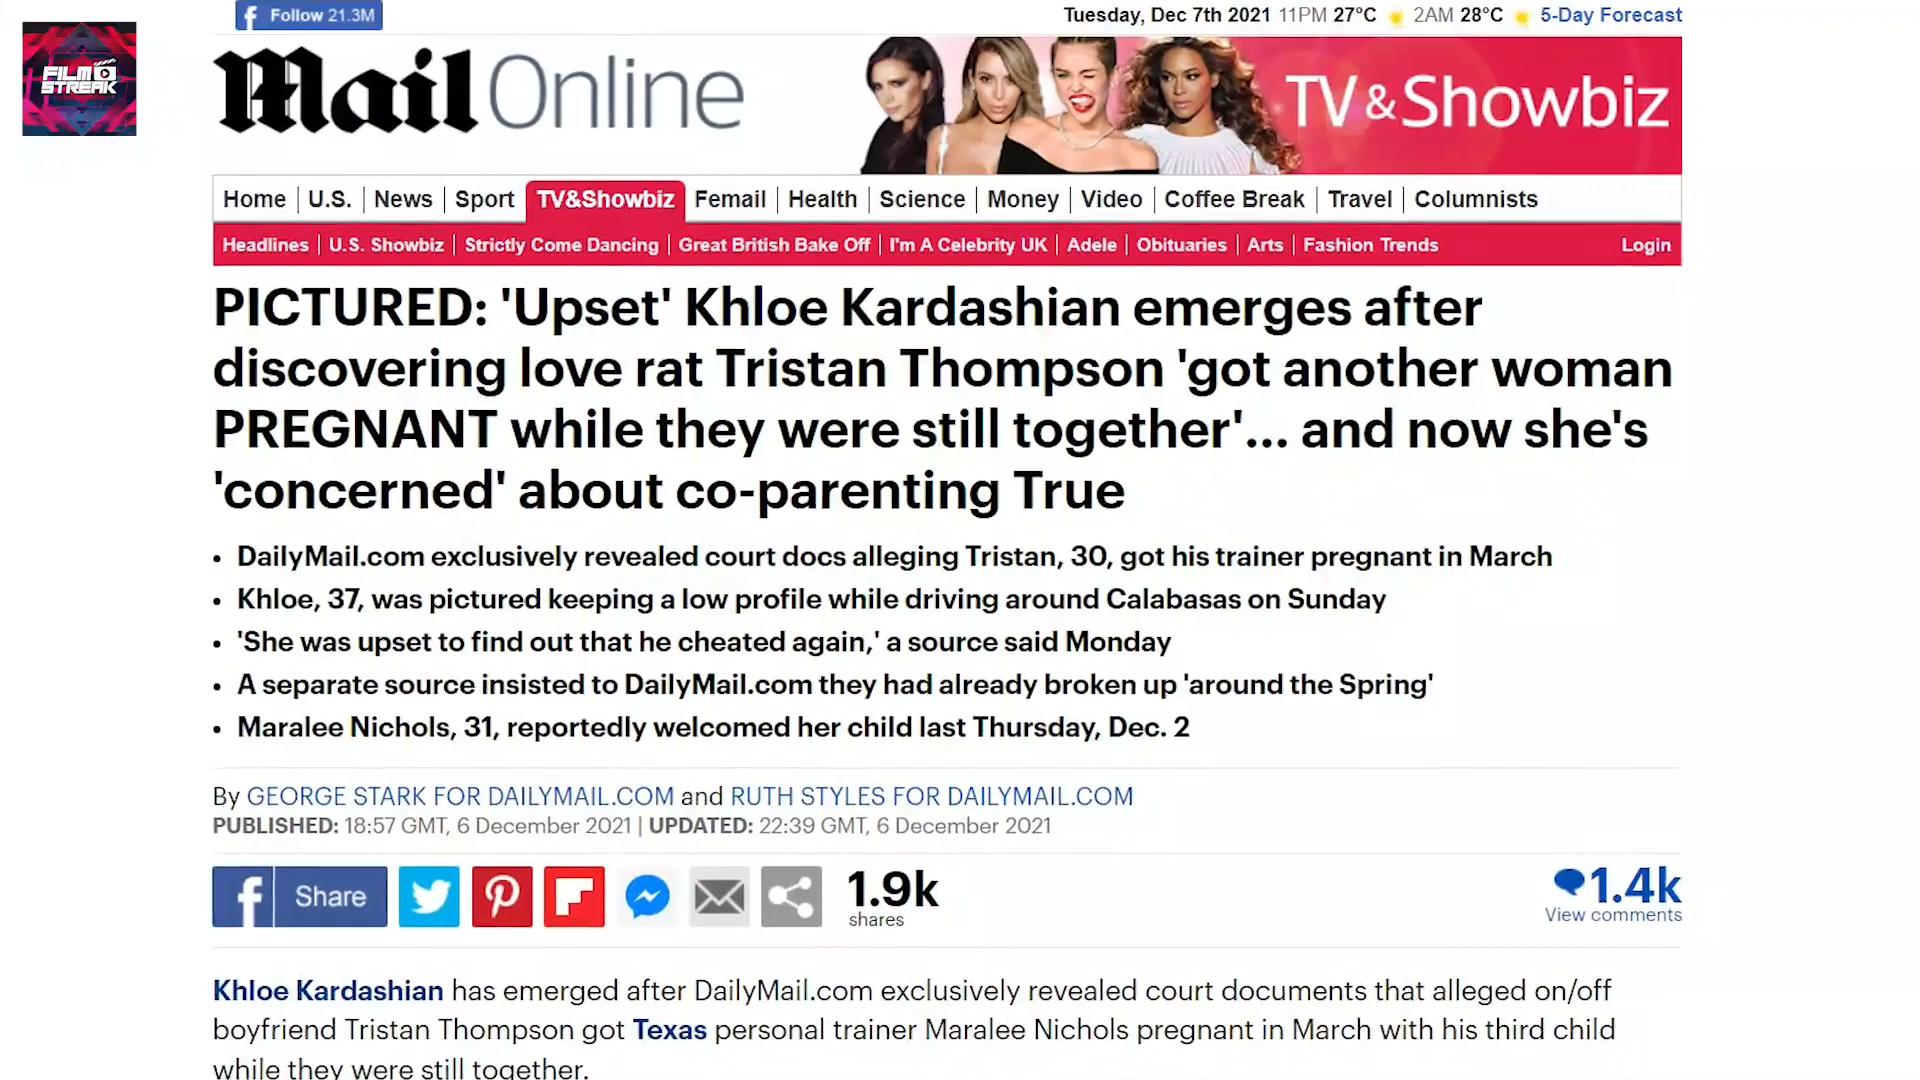 Follow 21.3M
Tuesday, Dec 7th 2021 11PM 27°C 2AM 28°C 5-Day Forecast
FILM
STREAK
Mail Online
TV&Showbiz
Home U.S. News Sport TV&Showbiz Femail Health Science Money Video Coffee Break Travel Columnists
Headlines U.S. Showbiz Strictly Come Dancing Great British Bake Off I'm A Celebrity UK Adele Obituaries Arts Fashion Trends Login
PICTURED: 'Upset' Khloe Kardashian emerges after
discovering love rat Tristan Thompson 'got another woman
PREGNANT while they were still together'... and now she's
'concerned' about co-parenting True
• DailyMail.com exclusively revealed court docs alleging Tristan, 30, got his trainer pregnant in March
• Khloe, 37, was pictured keeping a low profile while driving around Calabasas on Sunday
• 'She was upset to find out that he cheated again,' a source said Monday
• A separate source insisted to DailyMail.com they had already broken up 'around the Spring'
• Maralee Nichols, 31, reportedly welcomed her child last Thursday, Dec. 2
By GEORGE STARK FOR DAILYMAIL.COM and RUTH STYLES FOR DAILYMAIL.COM
PUBLISHED: 18:57 GMT, 6 December 2021 | UPDATED: 22:39 GMT, 6 December 2021
Share
1.9k
shares
1.4k
View comments
Khloe Kardashian has emerged after DailyMail.com exclusively revealed court documents that alleged on/off
boyfriend Tristan Thompson got Texas personal trainer Maralee Nichols pregnant in March with his third child
while they were still together.